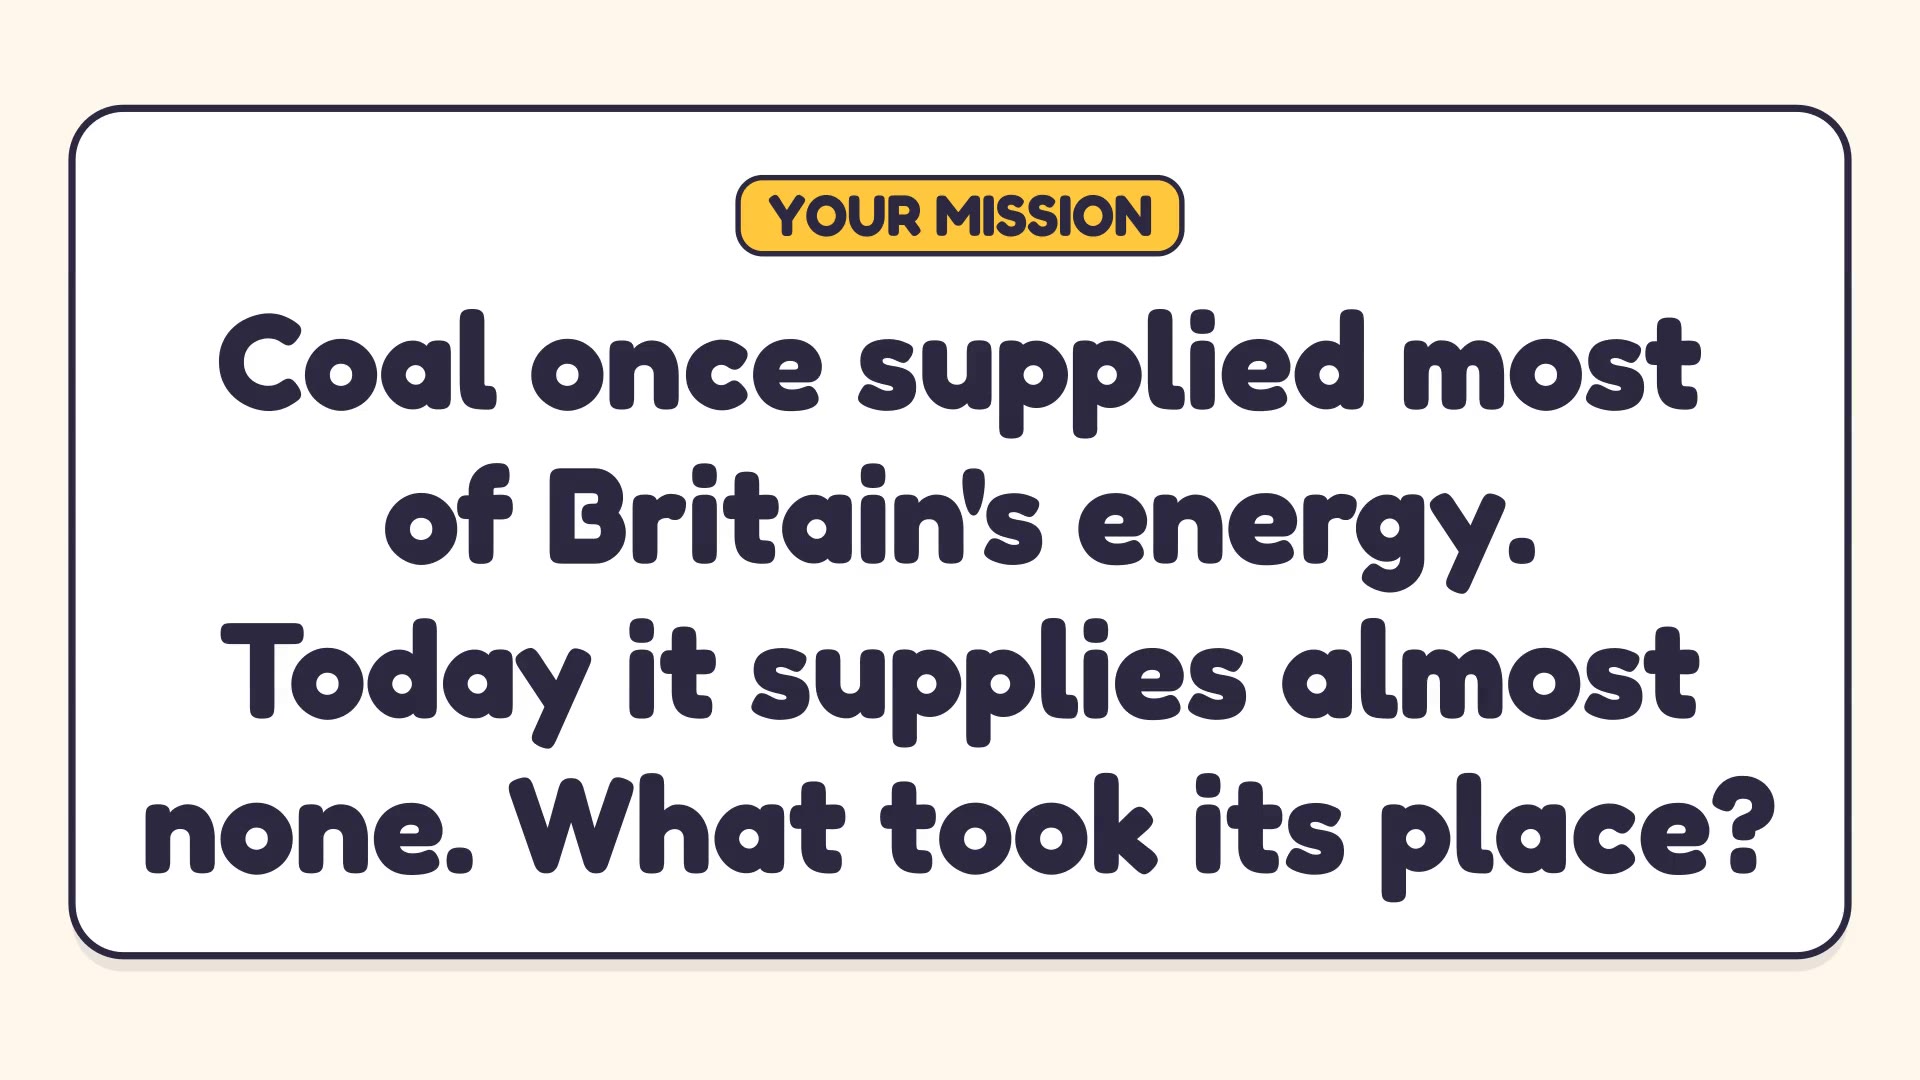 YOUR MISSION
Coal once supplied most
of Britain's energy.
Today it supplies almost
none. What took its place?